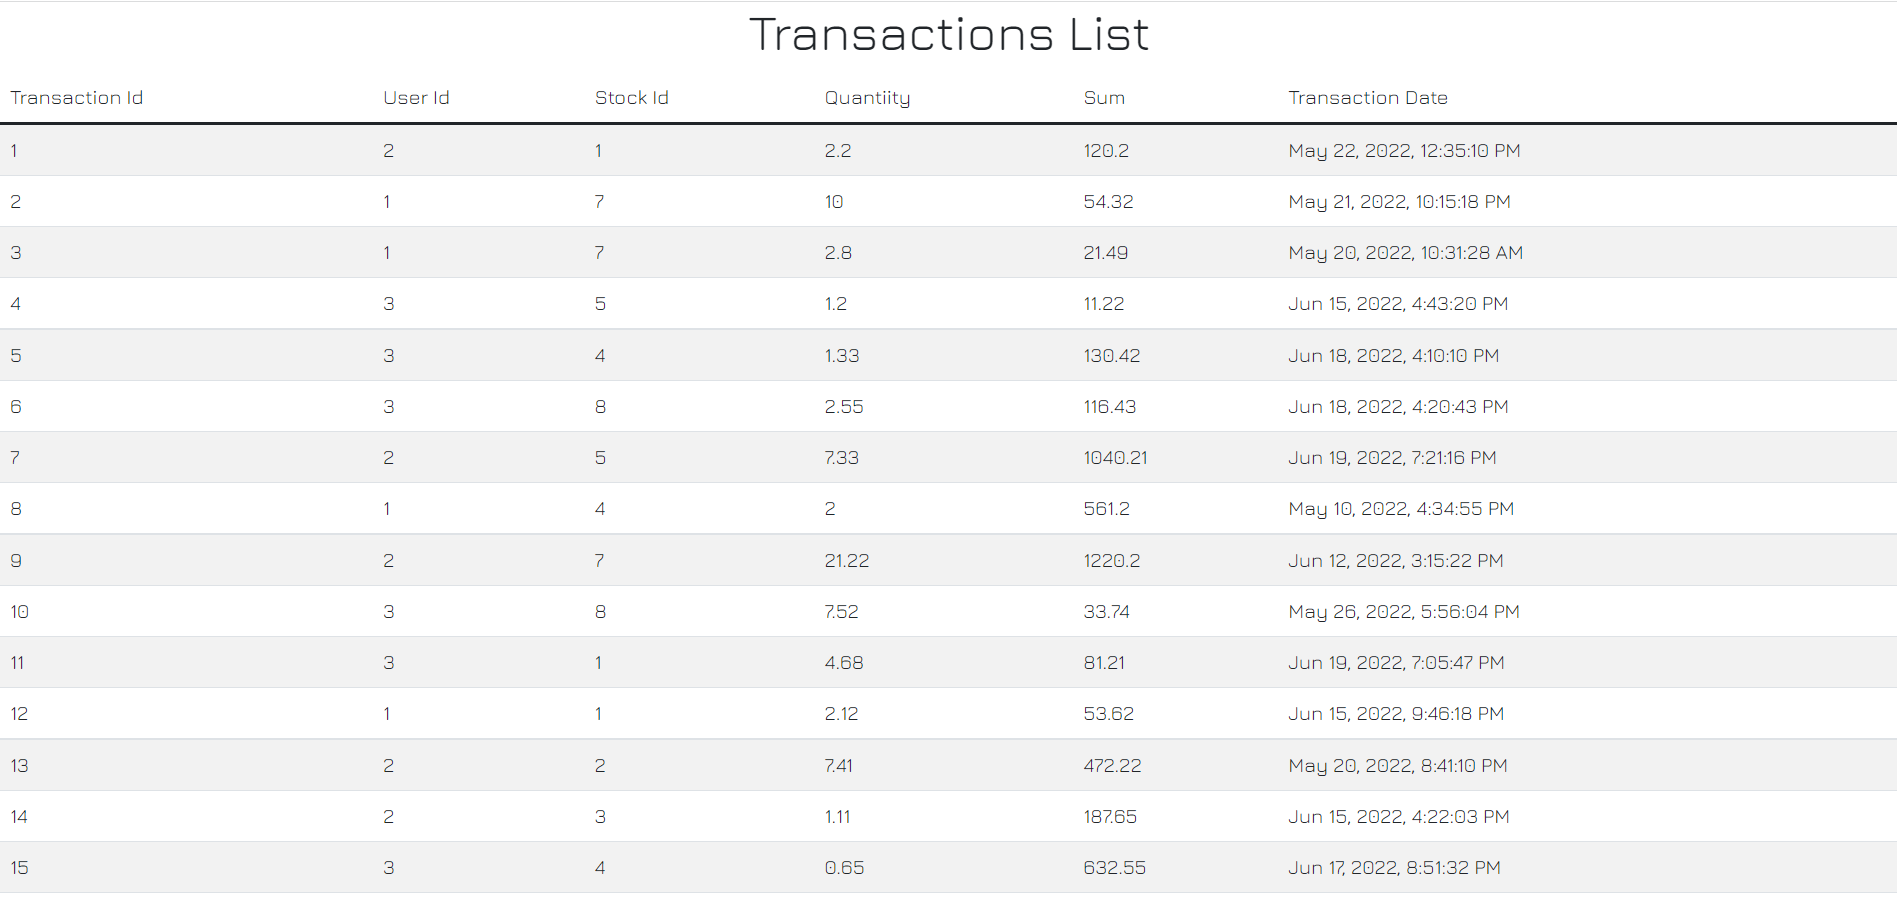 Transactions List
Transaction Id User Id Stock Id Quantiity Sum Transaction Date
1 2 1 2.2 120.2 May 22, 2022, 12:35:10 PM
2 1 7 10 54.32 May 21, 2022, 10:15:18 PM
3 1 7 2.8 21.49 May 20, 2022, 10:31:28 AM
4 3 5 1.2 11.22 Jun 15, 2022, 4:43:20 PM
5 3 4 1.33 130.42 Jun 18, 2022, 4:10:10 PM
6 3 8 2.55 116.43 Jun 18, 2022, 4:20:43 PM
7 2 5 7.33 1040.21 Jun 19, 2022, 7:21:16 PM
8 1 4 2 561.2 May 10, 2022, 4:34:55 PM
9 2 7 21.22 1220.2 Jun 12, 2022, 3:15:22 PM
10 3 8 7.52 33.74 May 26, 2022, 5:56:04 PM
11 3 1 4.68 81.21 Jun 19, 2022, 7:05:47 PM
12 1 1 2.12 53.62 Jun 15, 2022, 9:46:18 PM
13 2 2 7.41 472.22 May 20, 2022, 8:41:10 PM
14 2 3 1.11 187.65 Jun 15, 2022, 4:22:03 PM
15 3 4 0.65 632.55 Jun 17, 2022, 8:51:32 PM